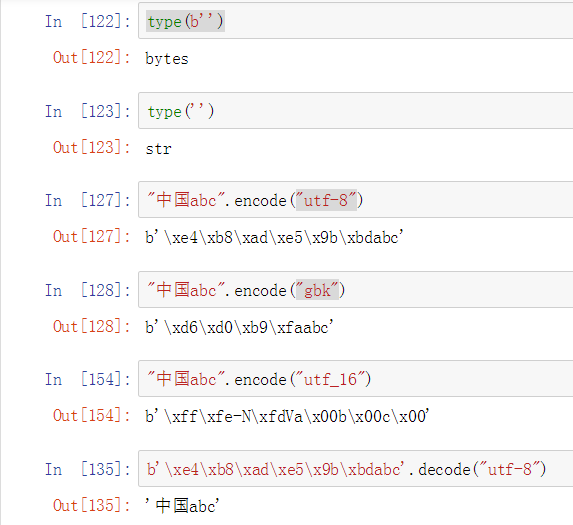 In [122]: type(b'')
Out[122]: bytes
In [123]: type('')
Out[123]: str
In [127]: "中国abc".encode("utf-8")
Out[127]: b'\xe4\xb8\xad\xe5\x9b\xbdabc'
In [128]: "中国abc".encode("gbk")
Out[128]: b'\xd6\xd0\xb9\xfaabc'
In [154]: "中国abc".encode("utf_16")
Out[154]: b'\xff\xfe-N\xfdVa\x00b\x00c\x00'
In [135]: b'\xe4\xb8\xad\xe5\x9b\xbdabc'.decode("utf-8")
Out[135]: '中国abc'